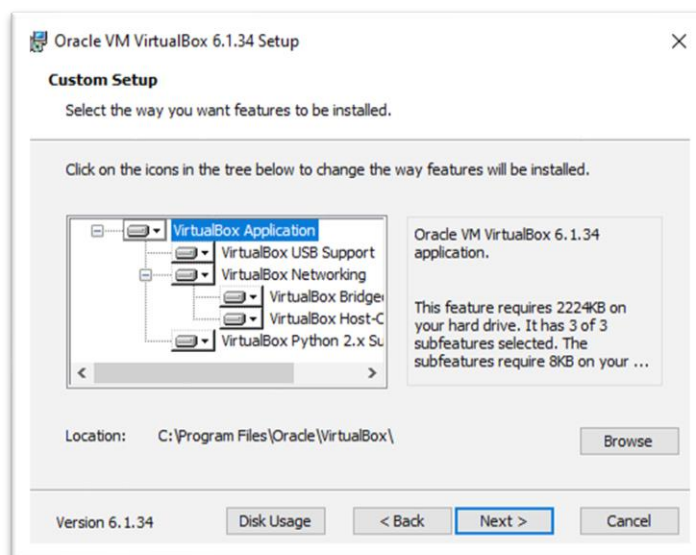 Oracle VM VirtualBox 6.1.34 Setup
Custom Setup
Select the way you want features to be installed.
Click on the icons in the tree below to change the way features will be installed.
VirtualBox Application
VirtualBox USB Support
VirtualBox Networking
VirtualBox Bridge
VirtualBox Host-C
VirtualBox Python 2.x Su
Oracle VM VirtualBox 6.1.34
application.
This feature requires 2224KB on
your hard drive. It has 3 of 3
subfeatures selected. The
subfeatures require 8KB on your ...
Location: C:\Program Files\Oracle\VirtualBox\
Browse
Version 6.1.34
Disk Usage
< Back
Next >
Cancel